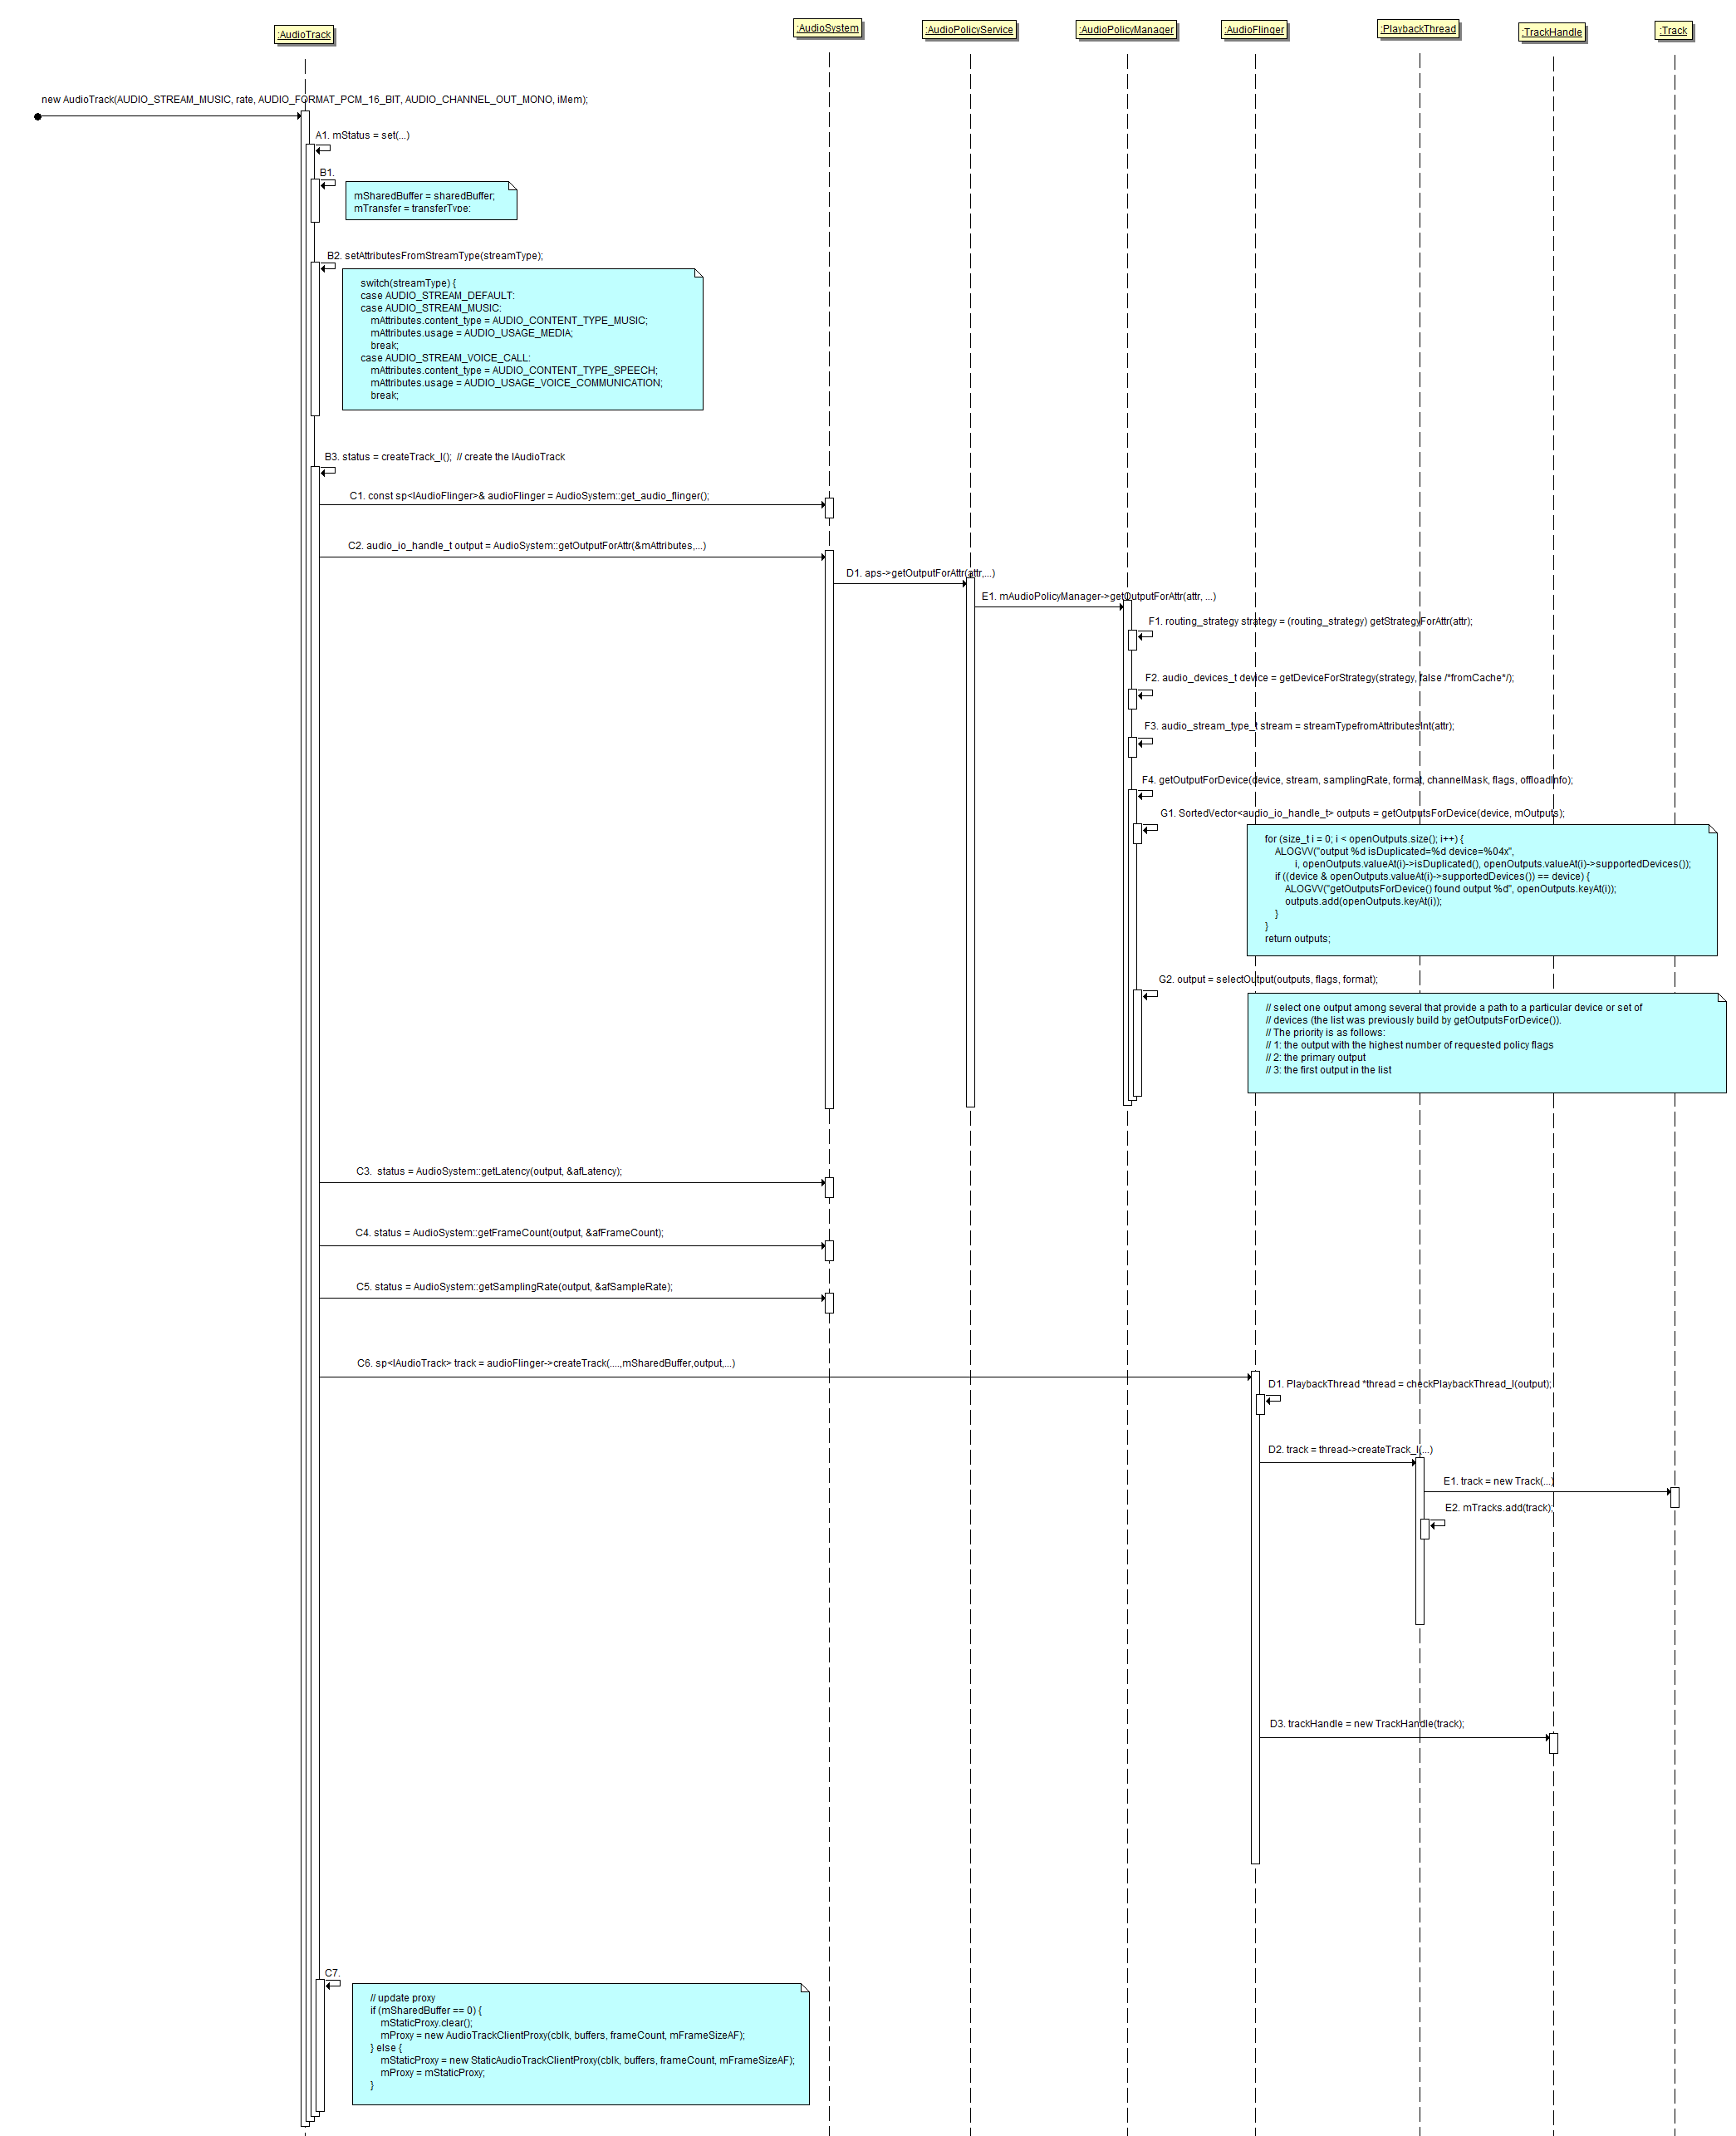 :AudioTrack
:AudioSystem
:AudioPolicyService
:AudioPolicyManager
:AudioFlinger
:PlaybackThread
:TrackHandle
:Track
new AudioTrack(AUDIO_STREAM_MUSIC, rate, AUDIO_FORMAT_PCM_16_BIT, AUDIO_CHANNEL_OUT_MONO, iMem);
A1. mStatus = set(...)
B1.
mSharedBuffer = sharedBuffer;
mTransfer = transferType;
B2. setAttributesFromStreamType(streamType);
switch(streamType) {
case AUDIO_STREAM_DEFAULT:
case AUDIO_STREAM_MUSIC:
mAttributes.content_type = AUDIO_CONTENT_TYPE_MUSIC;
mAttributes.usage = AUDIO_USAGE_MEDIA;
break;
case AUDIO_STREAM_VOICE_CALL:
mAttributes.content_type = AUDIO_CONTENT_TYPE_SPEECH;
mAttributes.usage = AUDIO_USAGE_VOICE_COMMUNICATION;
break;
B3. status = createTrack_l(); // create the IAudioTrack
C1. const sp<IAudioFlinger>& audioFlinger = AudioSystem::get_audio_flinger();
C2. audio_io_handle_t output = AudioSystem::getOutputForAttr(&mAttributes,...)
D1. aps->getOutputForAttr(attr,...)
E1. mAudioPolicyManager->getOutputForAttr(attr, ...)
F1. routing_strategy strategy = (routing_strategy) getStrategyForAttr(attr);
F2. audio_devices_t device = getDeviceForStrategy(strategy, false /*fromCache*/);
F3. audio_stream_type_t stream = streamTypefromAttributesInt(attr);
F4. getOutputForDevice(device, stream, samplingRate, format, channelMask, flags, offloadInfo);
G1. SortedVector<audio_io_handle_t> outputs = getOutputsForDevice(device, mOutputs);
for (size_t i = 0; i < openOutputs.size(); i++) {
ALOGVV("output %d isDuplicated=%d device=%04x",
i, openOutputs.valueAt(i)->isDuplicated(), openOutputs.valueAt(i)->supportedDevices());
if ((device & openOutputs.valueAt(i)->supportedDevices()) == device) {
ALOGVV("getOutputsForDevice() found output %d", openOutputs.keyAt(i));
outputs.add(openOutputs.keyAt(i));
}
}
return outputs;
G2. output = selectOutput(outputs, flags, format);
// select one output among several that provide a path to a particular device or set of
// devices (the list was previously build by getOutputsForDevice()).
// The priority is as follows:
// 1: the output with the highest number of requested policy flags
// 2: the primary output
// 3: the first output in the list
C3. status = AudioSystem::getLatency(output, &afLatency);
C4. status = AudioSystem::getFrameCount(output, &afFrameCount);
C5. status = AudioSystem::getSamplingRate(output, &afSampleRate);
C6. sp<IAudioTrack> track = audioFlinger->createTrack(....,mSharedBuffer,output,...)
D1. PlaybackThread *thread = checkPlaybackThread_l(output);
D2. track = thread->createTrack_l(...)
E1. track = new Track(...)
E2. mTracks.add(track);
D3. trackHandle = new TrackHandle(track);
C7.
// update proxy
if (mSharedBuffer == 0) {
mStaticProxy.clear();
mProxy = new AudioTrackClientProxy(cblk, buffers, frameCount, mFrameSizeAF);
} else {
mStaticProxy = new StaticAudioTrackClientProxy(cblk, buffers, frameCount, mFrameSizeAF);
mProxy = mStaticProxy;
}